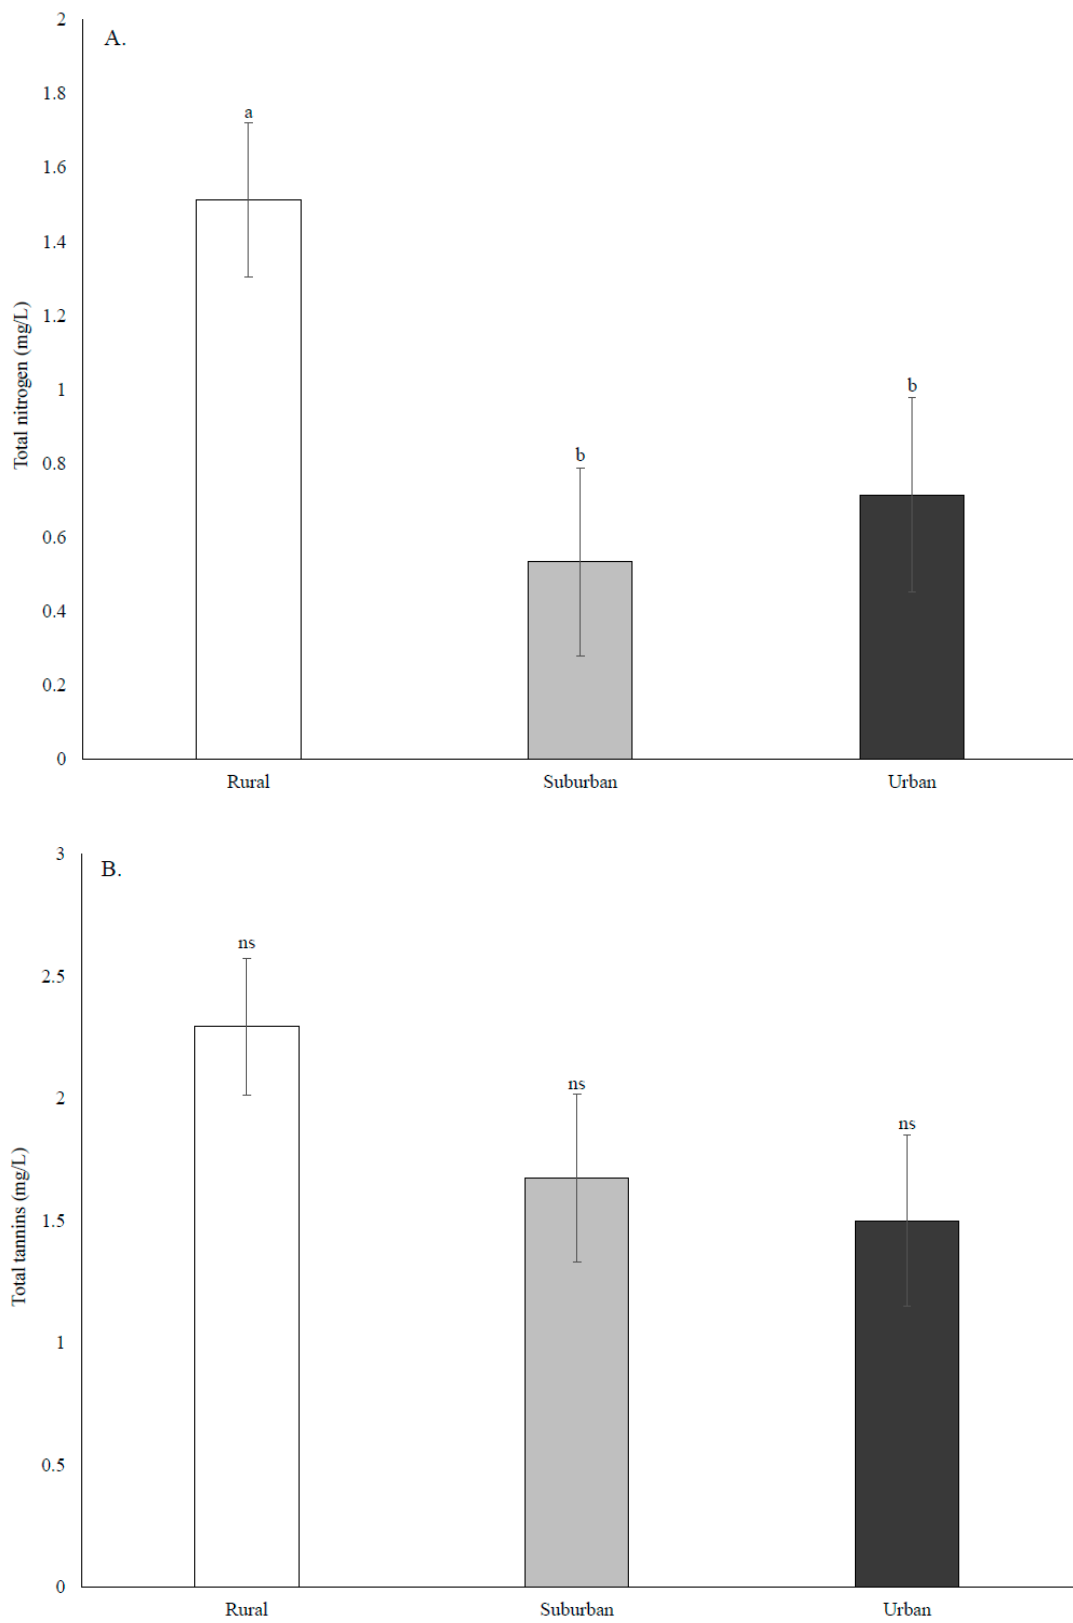 A.
2
1.8
1.6
1.4
1.2
1
0.8
0.6
0.4
0.2
0
Total nitrogen (mg/L)
a
b
b
Rural
Suburban
Urban
B.
3
2.5
2
1.5
1
0.5
0
Total tannins (mg/L)
ns
ns
ns
Rural
Suburban
Urban